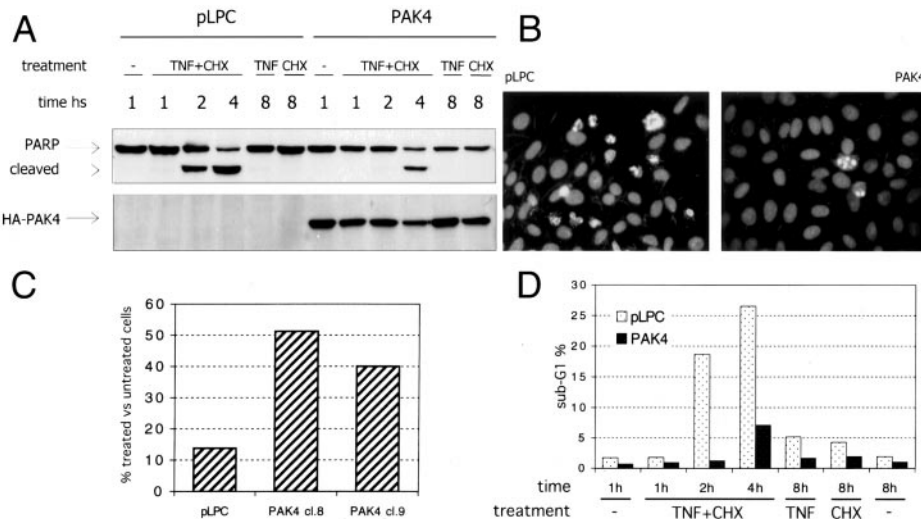 A
pLPC PAK4
treatment - TNF+CHX TNF CHX - TNF+CHX TNF CHX
time hs 1 1 2 4 8 8 1 1 2 4 8 8
PARP
cleaved
HA-PAK4
B
pLPC PAK4
C
% treated vs untreated cells
60
50
40
30
20
10
0
pLPC PAK4 cl.8 PAK4 cl.9
D
sub-G1 %
30
25
20
15
10
5
0
pLPC
PAK4
time 1h 1h 2h 4h 8h 8h 8h
treatment - TNF+CHX TNF CHX -